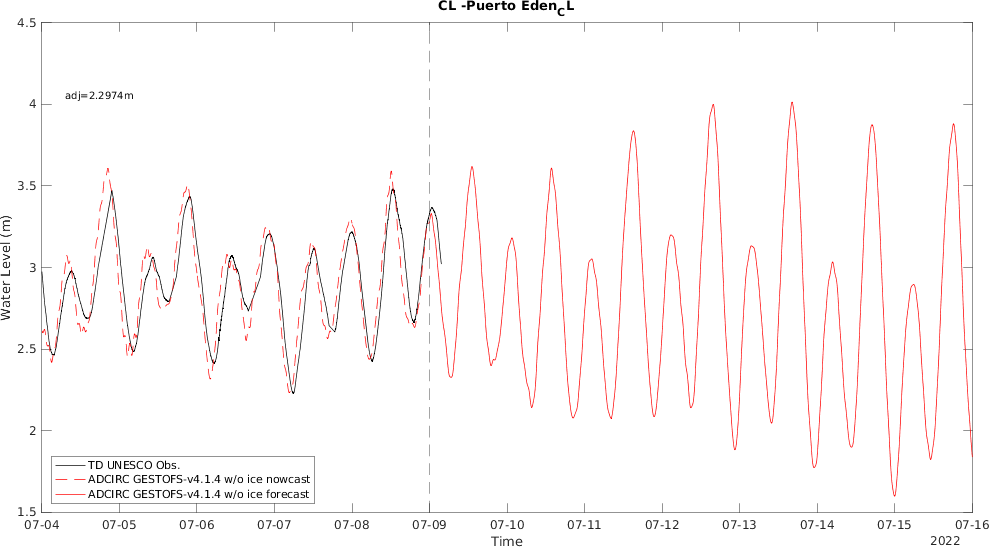 CL -Puerto Eden_CL
4.5
4
3.5
3
2.5
2
1.5
Water Level (m)
adj=2.2974m
TD UNESCO Obs.
ADCIRC GESTOFS-v4.1.4 w/o ice nowcast
ADCIRC GESTOFS-v4.1.4 w/o ice forecast
07-04 07-05 07-06 07-07 07-08 07-09 07-10 07-11 07-12 07-13 07-14 07-15 07-16
Time
2022